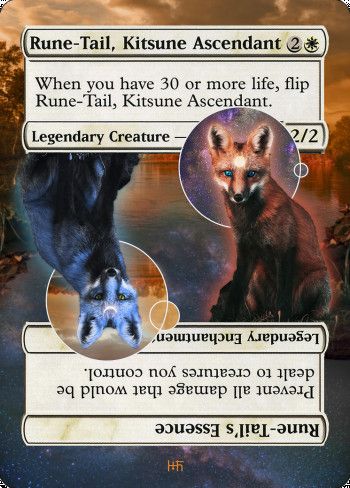 Rune-Tail, Kitsune Ascendant 2
When you have 30 or more life, flip
Rune-Tail, Kitsune Ascendant.
Legendary Creature — 2/2
Rune-Tail's Essence
Prevent all damage that would be
dealt to creatures you control.
Legendary Enchantment